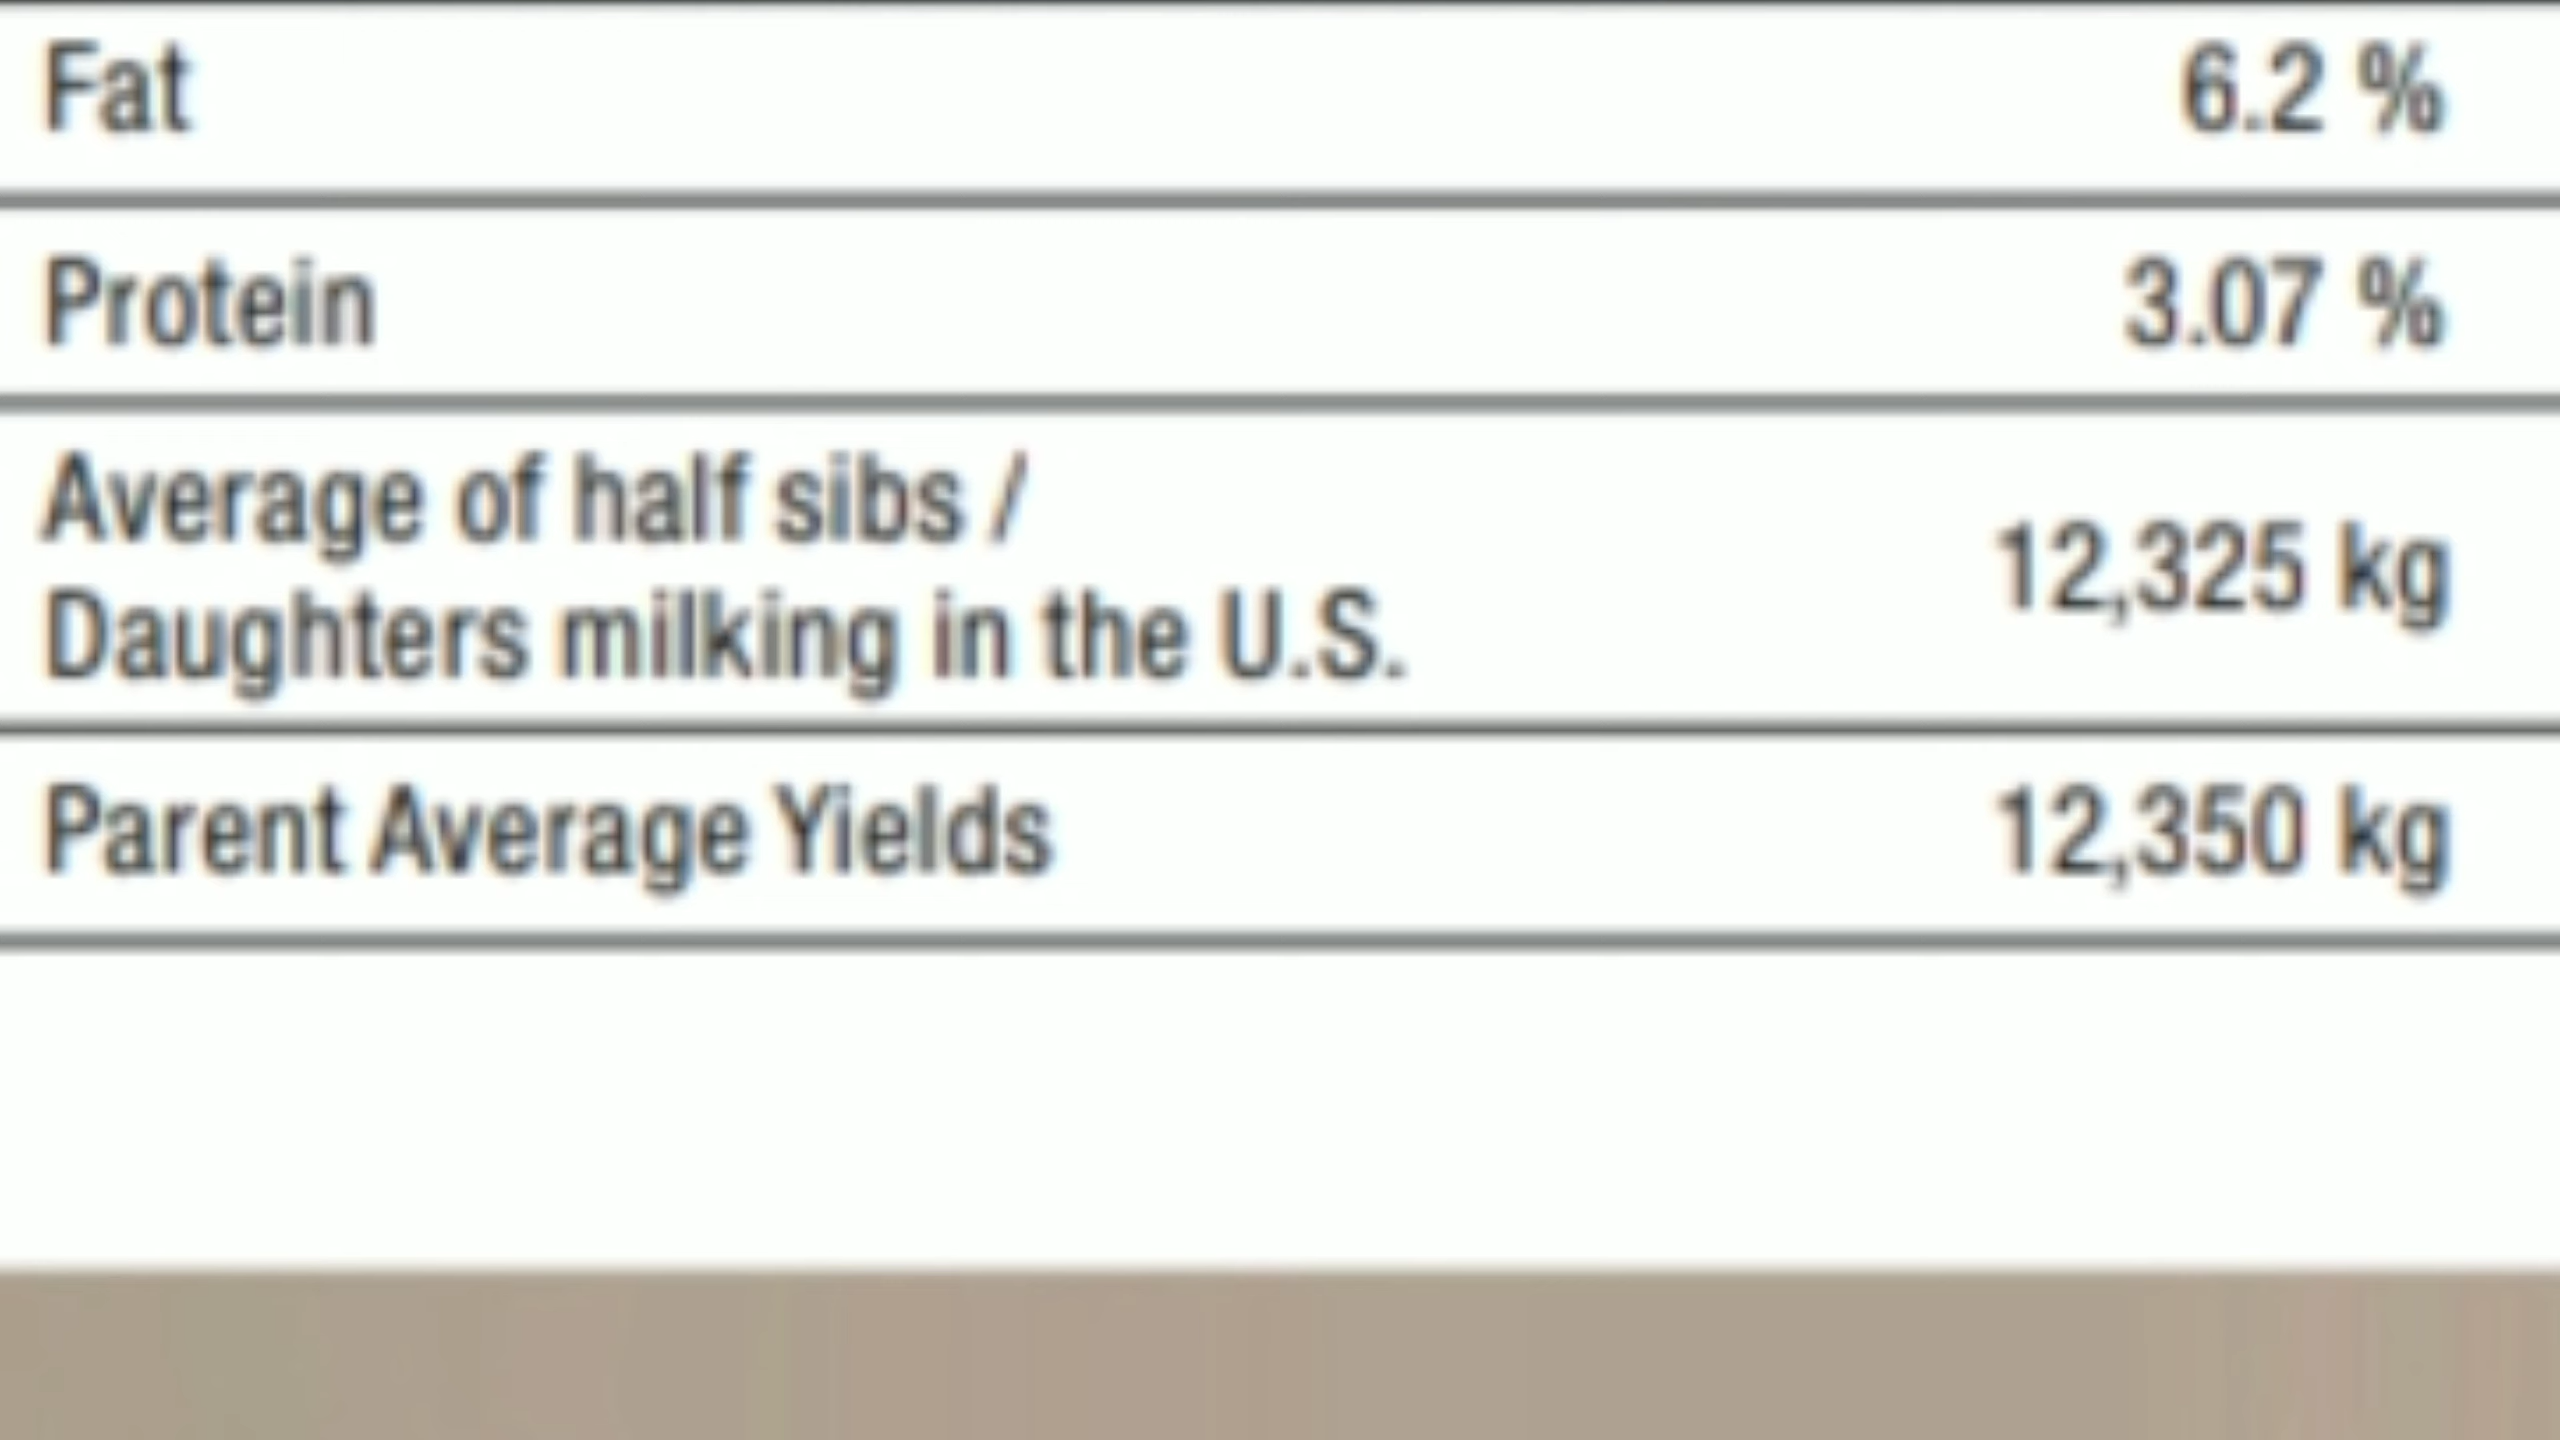 Fat 6.2 %
Protein 3.07 %
Average of half sibs /
Daughters milking in the U.S. 12,325 kg
Parent Average Yields 12,350 kg